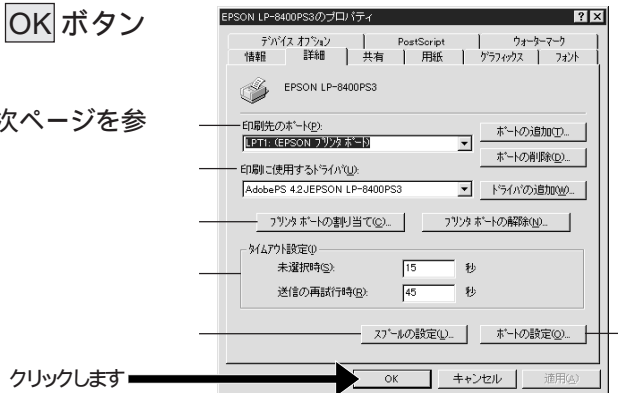 OK ボタン
次ページを参
クリックします
EPSON LP-8400PS3のプロパティ
デバイス オプション PostScript ウォーターマーク
情報 詳細 共有 用紙 グラフィックス フォント
EPSON LP-8400PS3
印刷先のポート(P):
LPT1: (EPSON プリンタ ポート)
ポートの追加(T)...
ポートの削除(D)...
印刷に使用するドライバ(U):
AdobePS 4.2JEPSON LP-8400PS3
ドライバの追加(W)...
プリンタ ポートの割り当て(C)...
プリンタ ポートの解除(N)...
タイムアウト設定(I)
未選択時(S): 15 秒
送信の再試行時(R): 45 秒
スプールの設定(L)...
ポートの設定(O)...
OK キャンセル 適用(A)